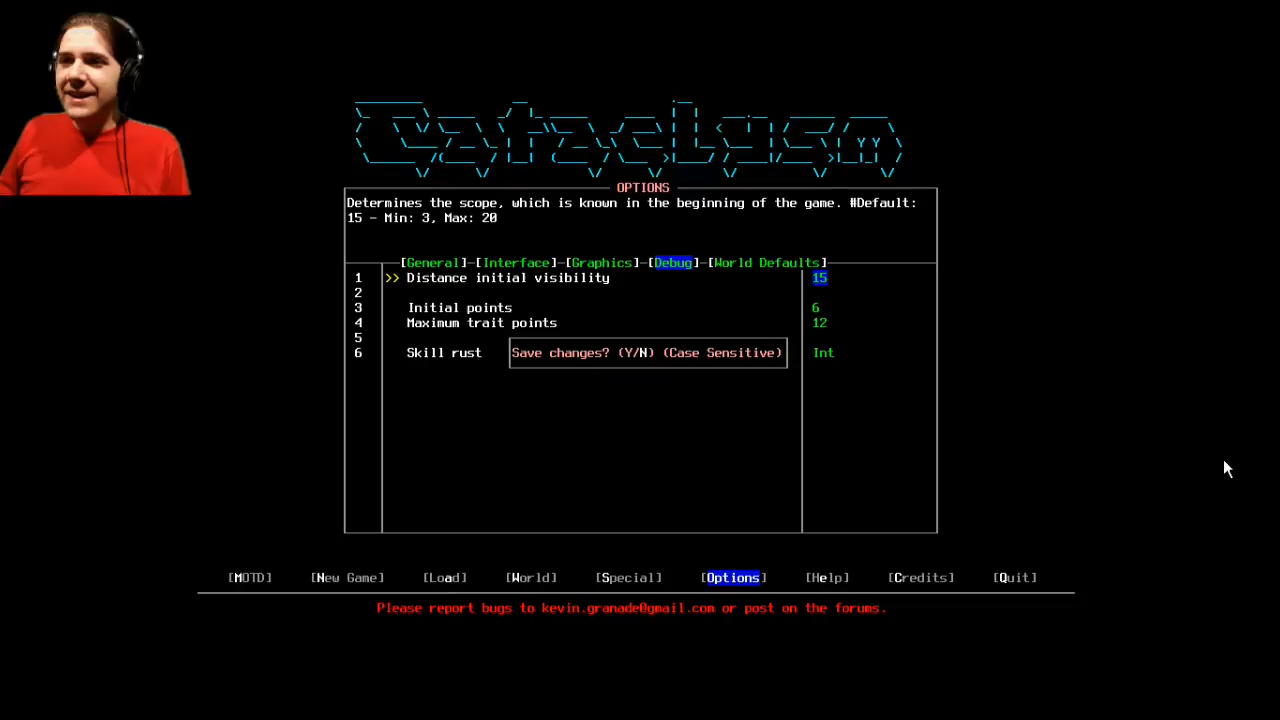 Cataclysm
OPTIONS
Determines the scope, which is known in the beginning of the game. #Default:
15 - Min: 3, Max: 20
[General]-[Interface]-[Graphics]-[Debug]-[World Defaults]
1 >> Distance initial visibility 15
2
3 Initial points 6
4 Maximum trait points 12
5
6 Skill rust Int
Save changes? (Y/N) (Case Sensitive)
[MOTD] [New Game] [Load] [World] [Special] [Options] [Help] [Credits] [Quit]
Please report bugs to kevin.granade@gmail.com or post on the forums.